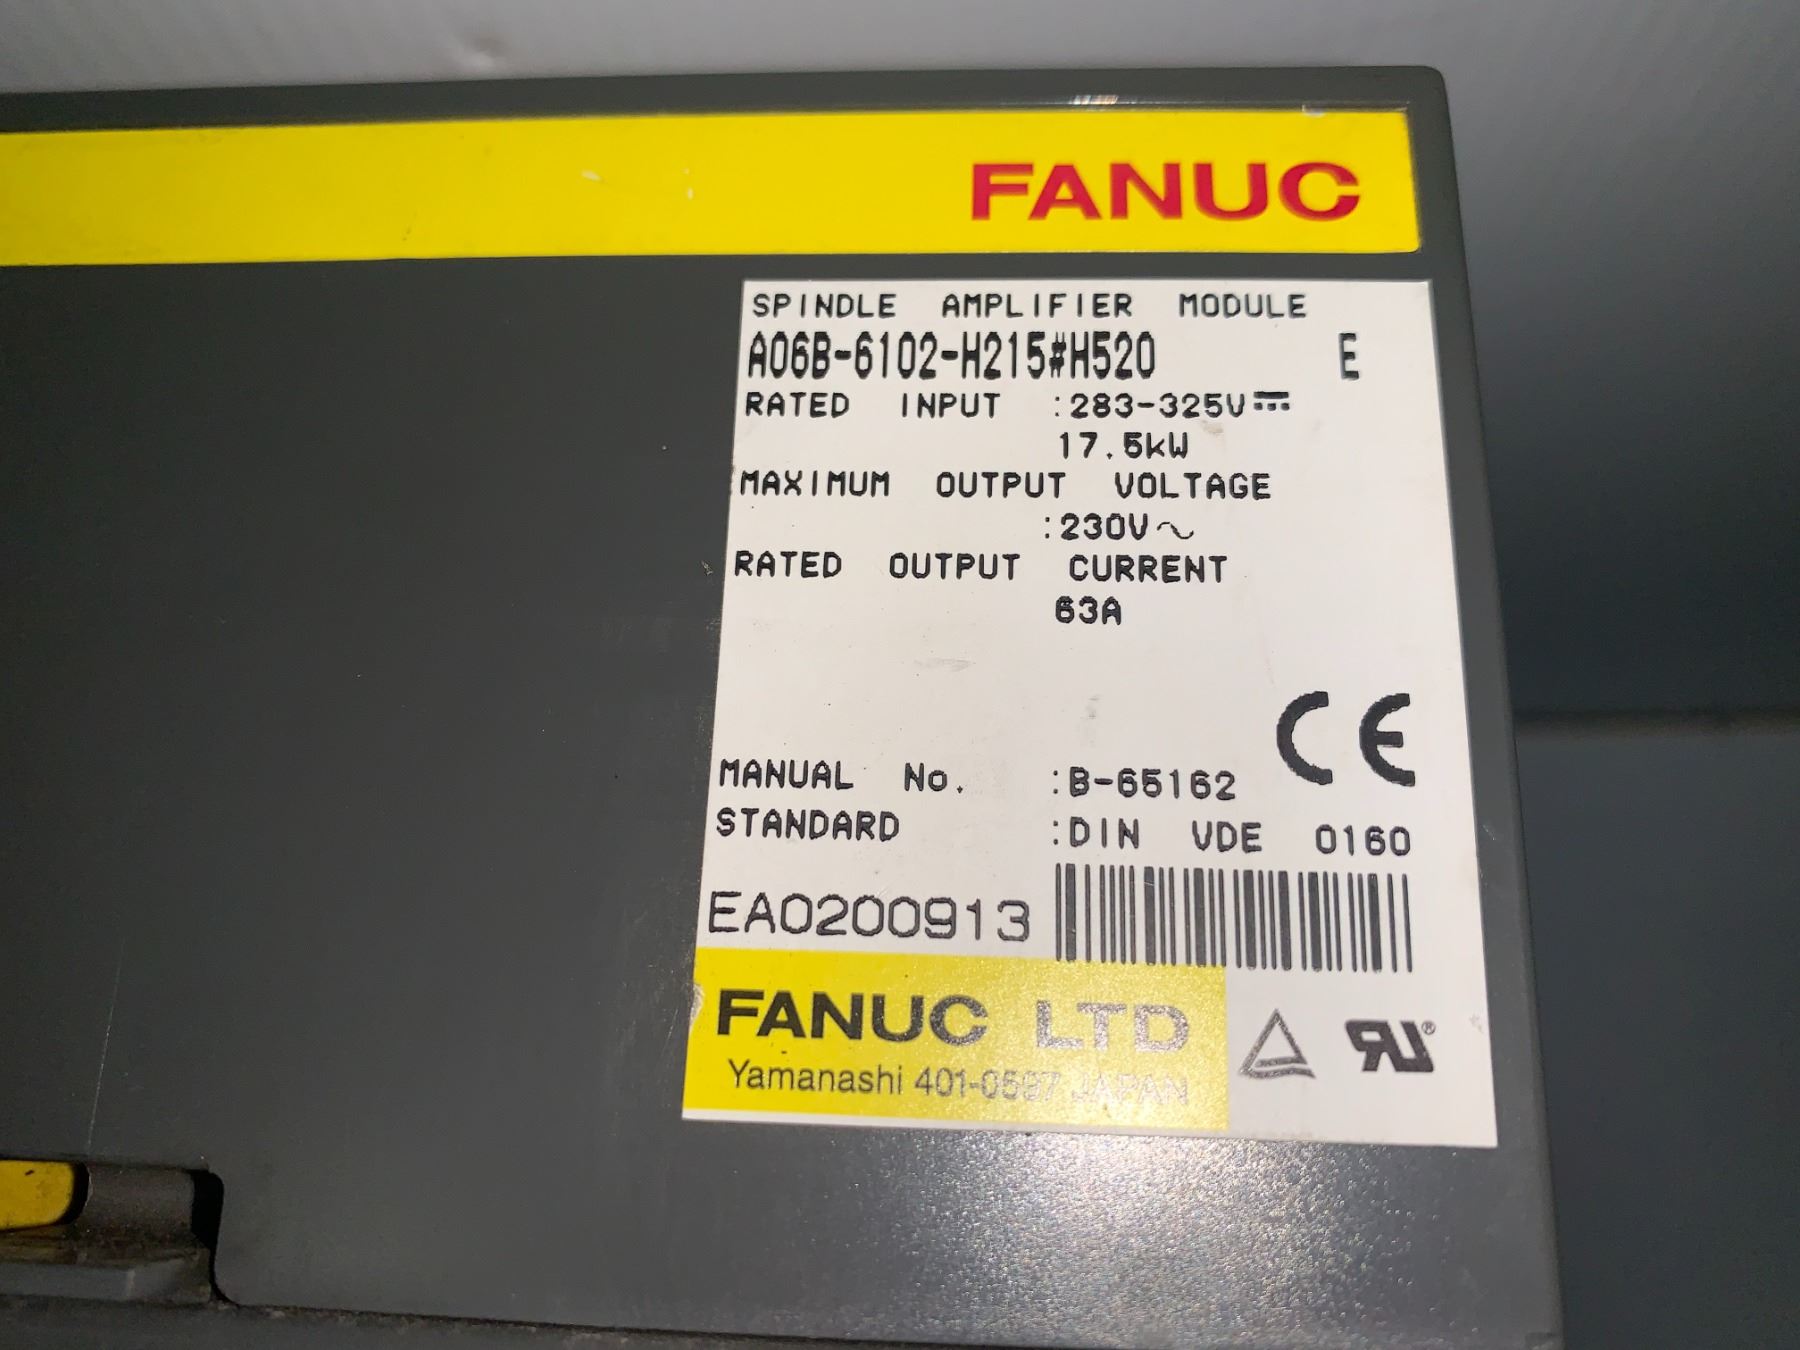 FANUC
SPINDLE AMPLIFIER MODULE
A06B-6102-H215#H520 E
RATED INPUT :283-325V⎓
17.5kW
MAXIMUM OUTPUT VOLTAGE
:230V~
RATED OUTPUT CURRENT
63A
CE
MANUAL No. :B-65162
STANDARD :DIN VDE 0160
EA0200913
FANUC LTD
Yamanashi 401-0597 JAPAN
RU®